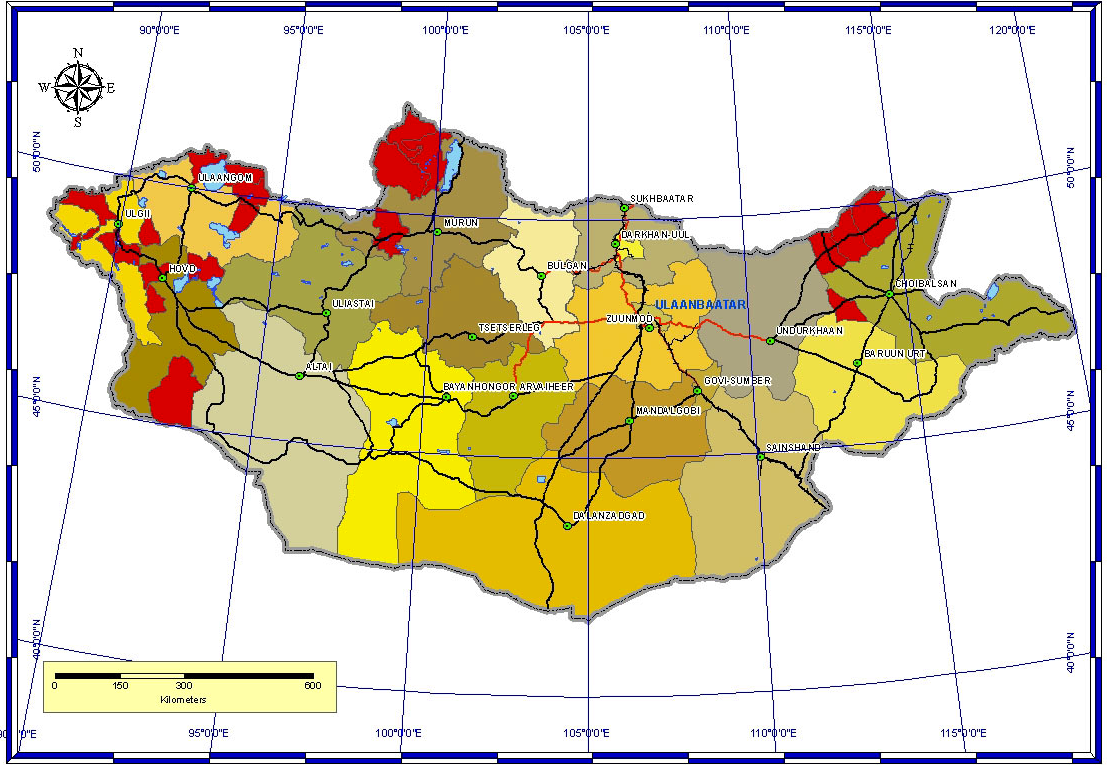 90°0'0"E
95°0'0"E
100°0'0"E
105°0'0"E
110°0'0"E
115°0'0"E
120°0'0"E
N
W
E
S
50°0'0"N
50°0'0"N
ULAANGOM
ULGII
SUKHBAATAR
MURUN
DARKHAN-UUL
HOVD
BULGAN
CHOIBALSAN
ULIASTAI
ULAANBAATAR
ZUUNMOD
TSETSERLEG
UNDURKHAAN
BARUUN URT
ALTAI
BAYANHONGOR
ARVAIHEER
GOVI-SUMBER
45°0'0"N
45°0'0"N
MANDALGOBI
SAINSHAND
DALANZADGAD
40°0'0"N
40°0'0"N
0
150
300
600
Kilometers
95°0'0"E
100°0'0"E
105°0'0"E
110°0'0"E
115°0'0"E